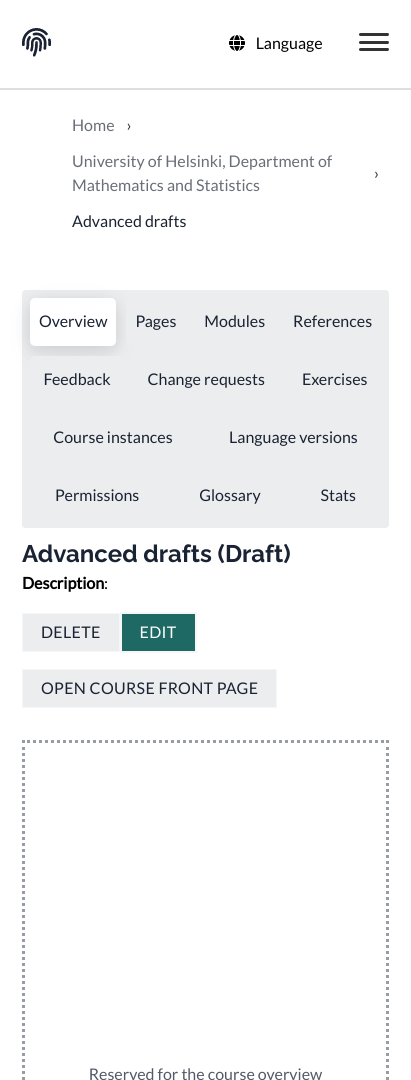 Language
Home ›
University of Helsinki, Department of
Mathematics and Statistics ›
Advanced drafts
Overview Pages Modules References
Feedback Change requests Exercises
Course instances Language versions
Permissions Glossary Stats
Advanced drafts (Draft)
Description:
DELETE EDIT
OPEN COURSE FRONT PAGE
Reserved for the course overview